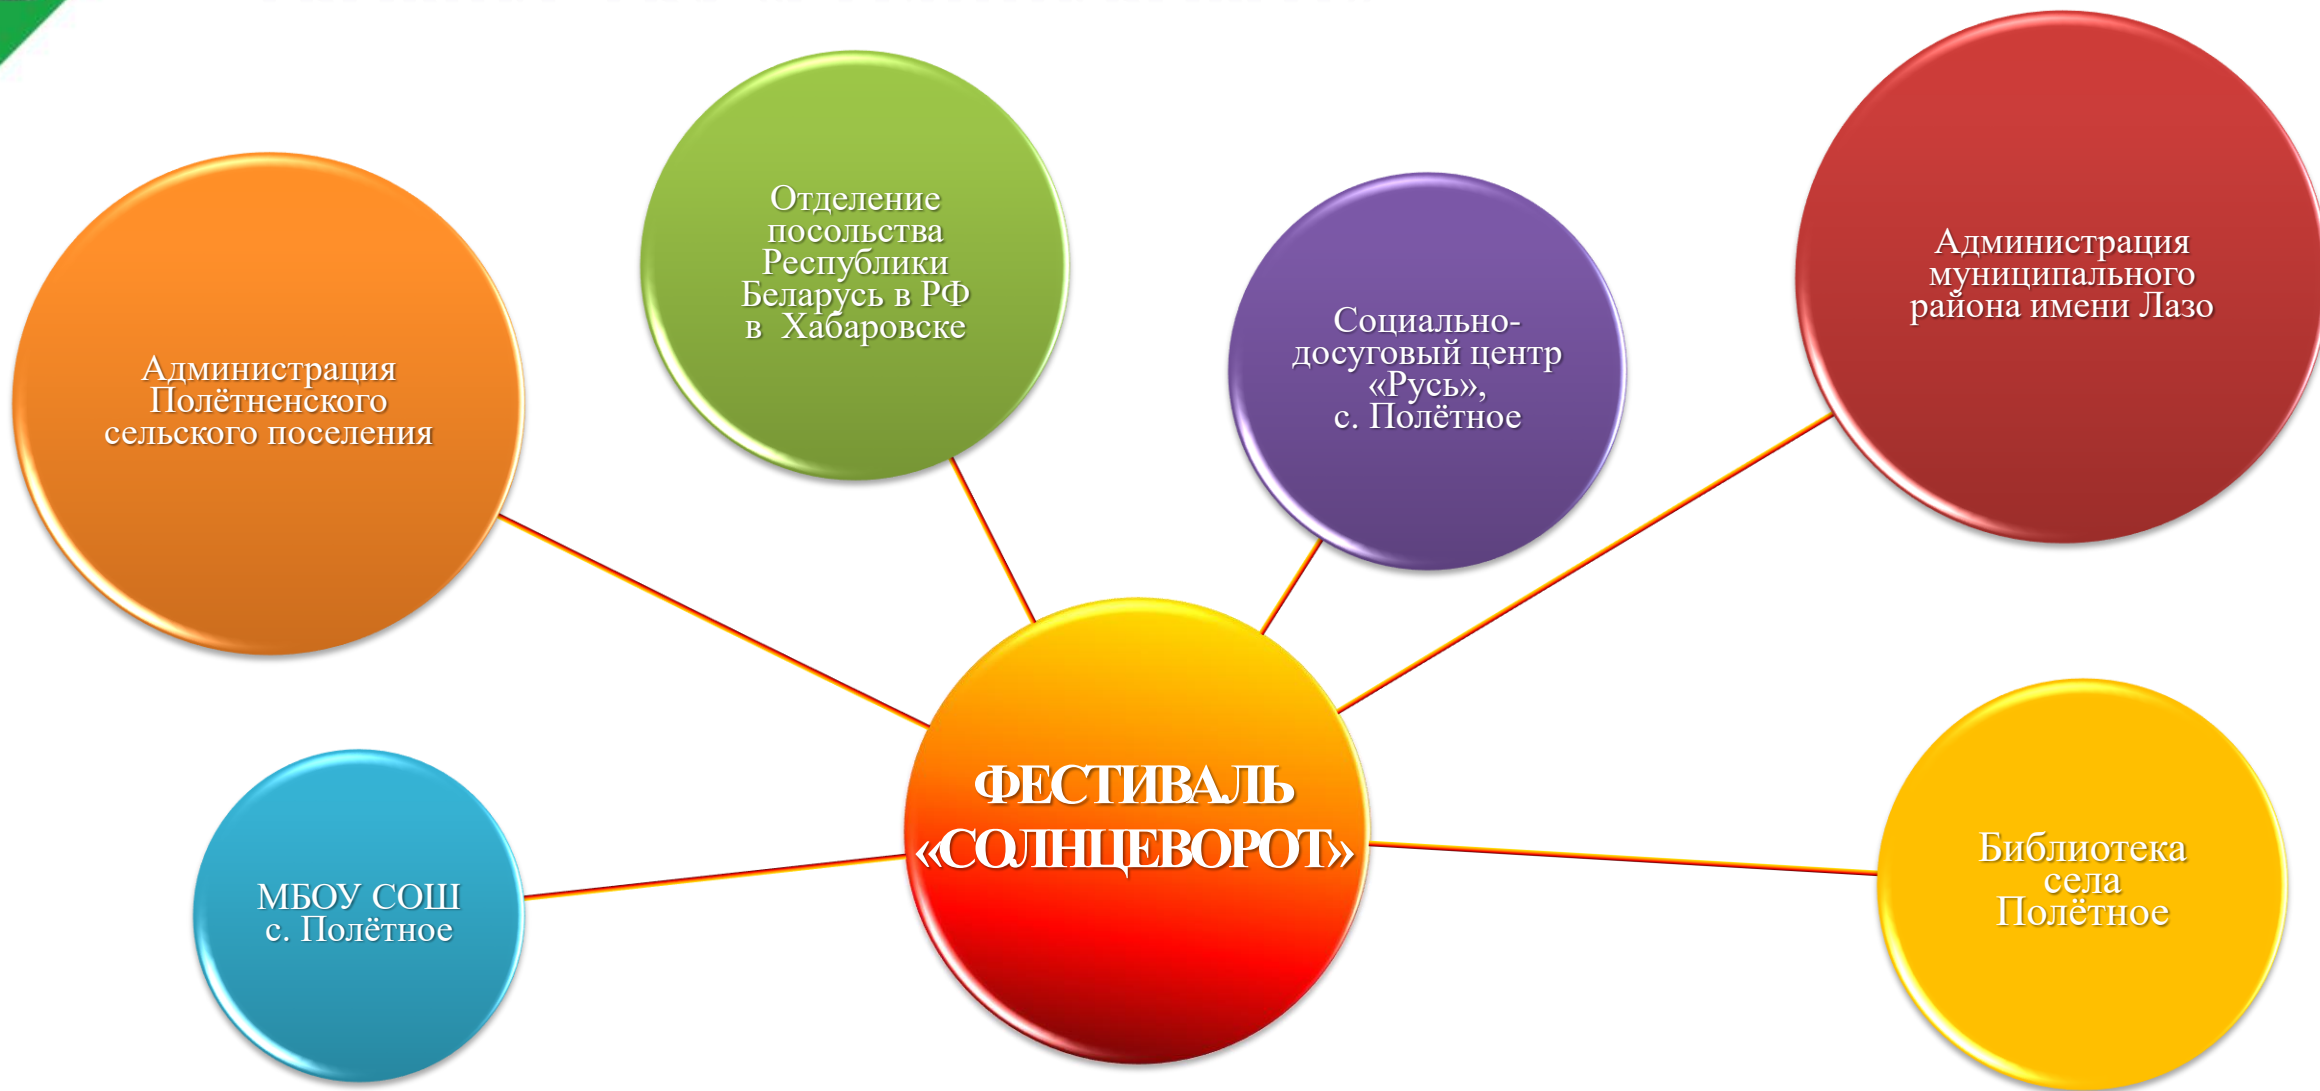 Отделение
посольства
Республики
Беларусь в РФ
в Хабаровске
Администрация
муниципального
района имени Лазо
Социально-
досуговый центр
«Русь»,
с. Полётное
Администрация
Полётненского
сельского поселения
ФЕСТИВАЛЬ
«СОЛНЦЕВОРОТ»
Библиотека
села
Полётное
МБОУ СОШ
с. Полётное